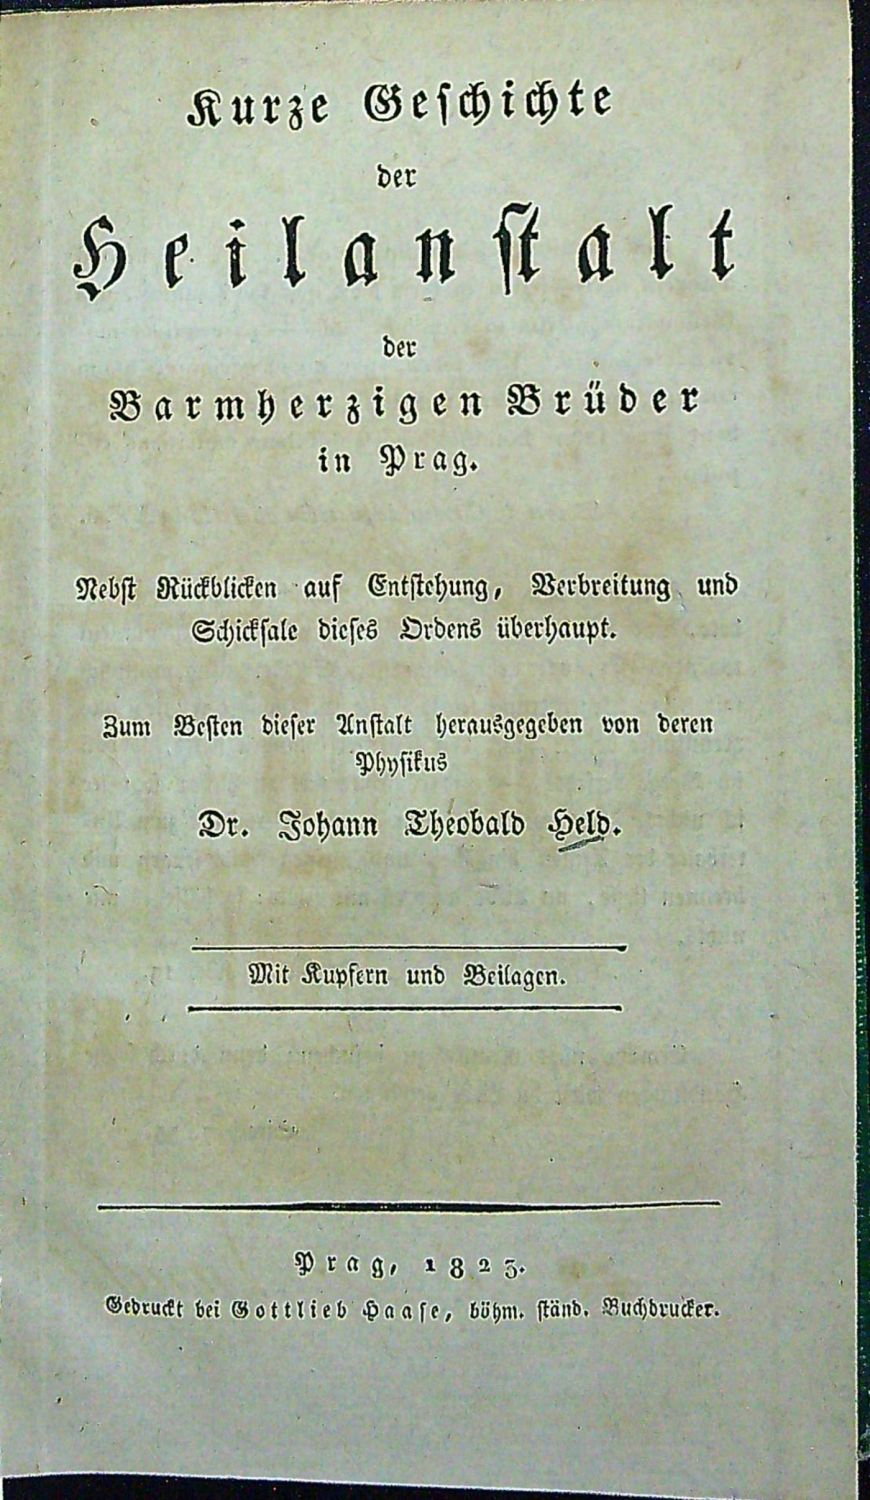 Kurze Geschichte
der
Heilanstalt
der
Barmherzigen Brüder
in Prag.
Nebst Rückblicken auf Entstehung, Verbreitung und
Schicksale dieses Ordens überhaupt.
Zum Besten dieser Anstalt herausgegeben von deren
Physikus
Dr. Johann Theobald Held.
Mit Kupfern und Beilagen.
Prag, 1823.
Gedruckt bei Gottlieb Haase, böhm. ständ. Buchdrucker.